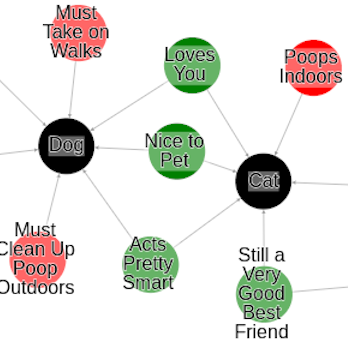 Must
Take on
Walks
Loves
You
Poops
Indoors
Dog
Nice to
Pet
Cat
Must
Clean Up
Poop
Outdoors
Acts
Pretty
Smart
Still a
Very
Good
Best
Friend